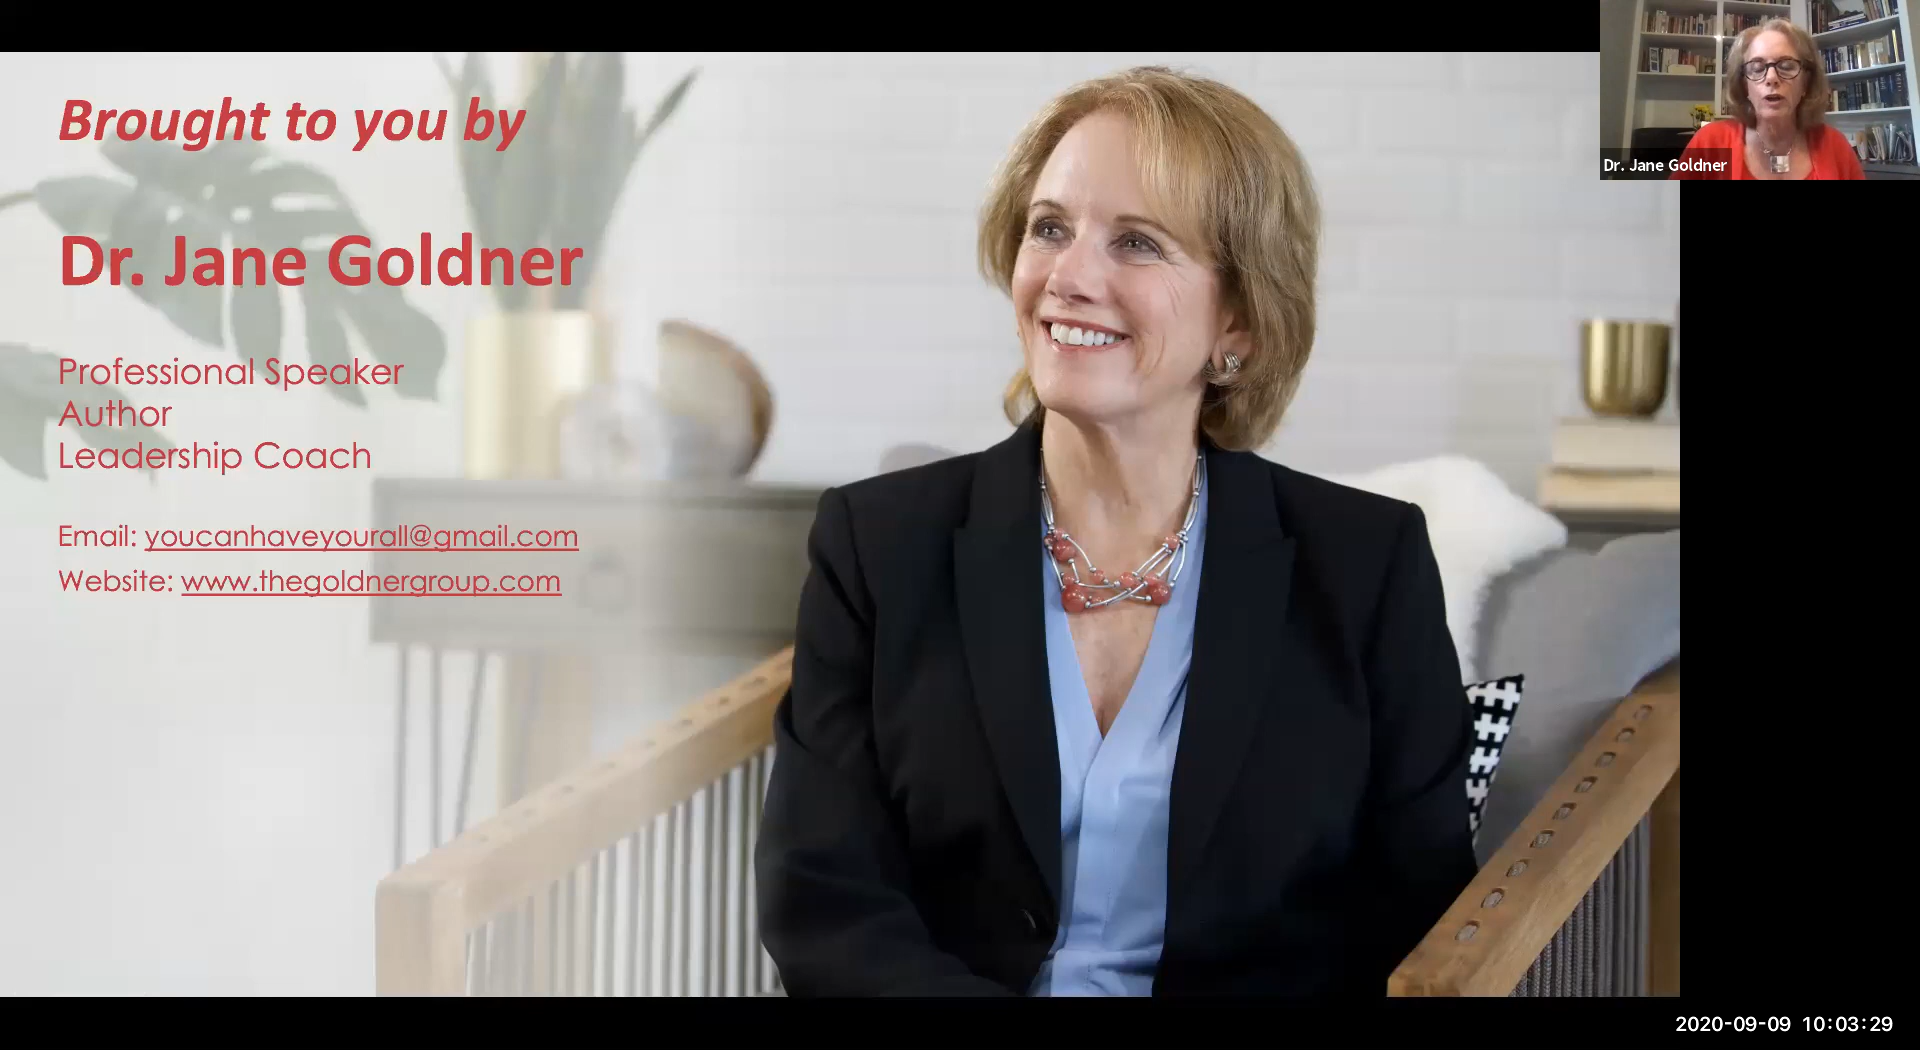 Brought to you by
Dr. Jane Goldner
Professional Speaker
Author
Leadership Coach
Email: youcanhaveyourall@gmail.com
Website: www.thegoldnergroup.com
Dr. Jane Goldner
2020-09-09 10:03:29